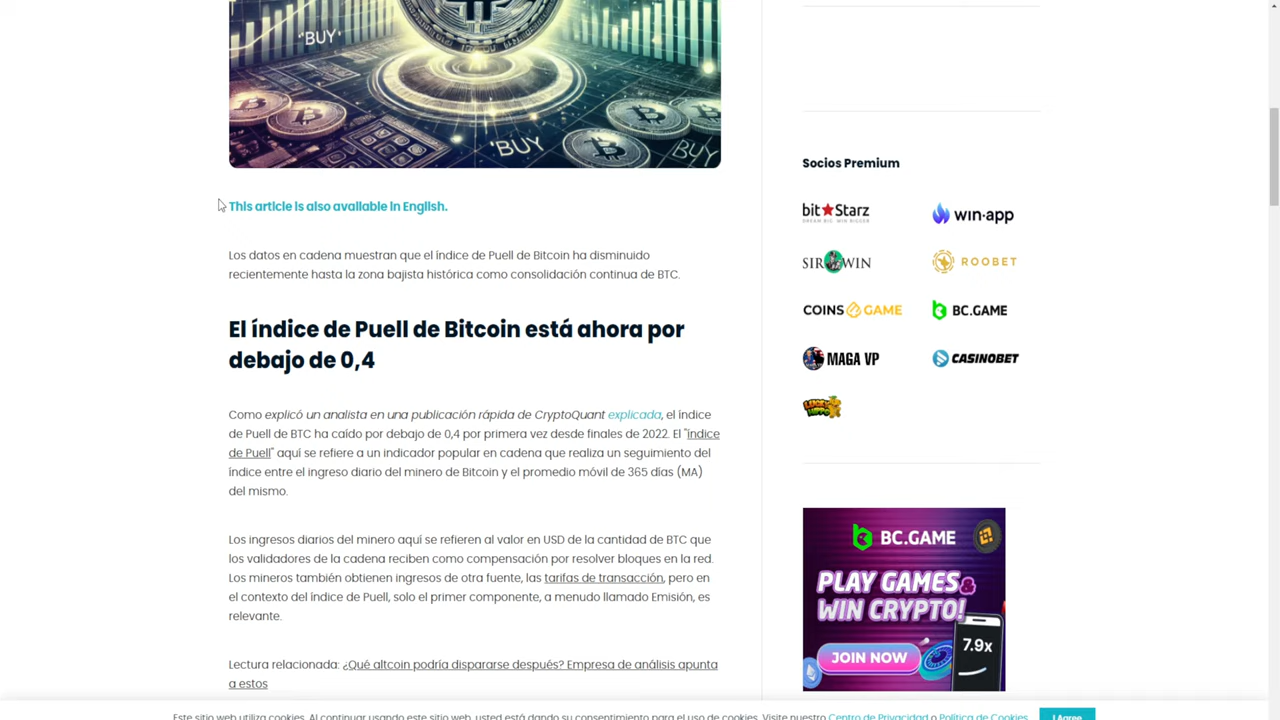 'BUY'
'BUY
BUY
This article is also available in English.
Los datos en cadena muestran que el índice de Puell de Bitcoin ha disminuido
recientemente hasta la zona bajista histórica como consolidación continua de BTC.
El índice de Puell de Bitcoin está ahora por
debajo de 0,4
Como explicó un analista en una publicación rápida de CryptoQuant explicada, el índice
de Puell de BTC ha caído por debajo de 0,4 por primera vez desde finales de 2022. El "índice
de Puell" aquí se refiere a un indicador popular en cadena que realiza un seguimiento del
índice entre el ingreso diario del minero de Bitcoin y el promedio móvil de 365 días (MA)
del mismo.
Los ingresos diarios del minero aquí se refieren al valor en USD de la cantidad de BTC que
los validadores de la cadena reciben como compensación por resolver bloques en la red.
Los mineros también obtienen ingresos de otra fuente, las tarifas de transacción, pero en
el contexto del índice de Puell, solo el primer componente, a menudo llamado Emisión, es
relevante.
Lectura relacionada: ¿Qué altcoin podría dispararse después? Empresa de análisis apunta
a estos
Socios Premium
bitStarz
DREAM BIG. WIN BIGGER
win·app
SIR WIN
ROOBET
COINS GAME
BC.GAME
MAGA VP
CASINOBET
BC.GAME
PLAY GAMES &
WIN CRYPTO!
JOIN NOW
7.9x
Este sitio web utiliza cookies. Al continuar usando este sitio web, usted está dando su consentimiento para el uso de cookies. Visite nuestro Centro de Privacidad o Política de Cookies.
I Agree